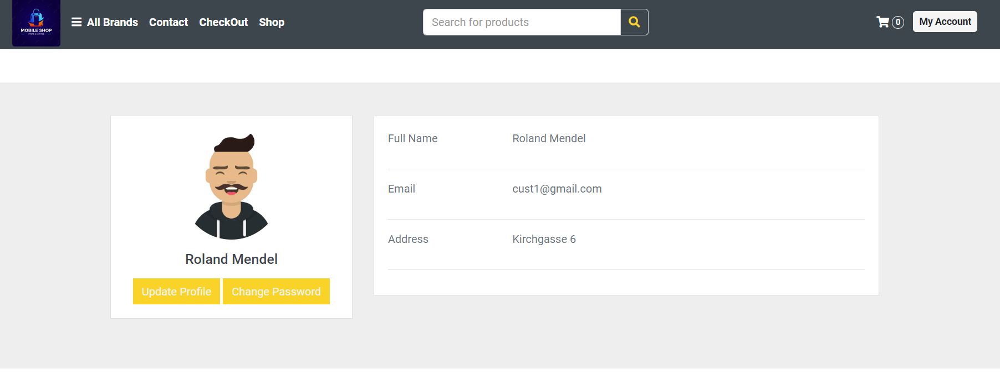 MOBILE SHOP
All Brands Contact CheckOut Shop
Search for products
0
My Account
Full Name Roland Mendel
Email cust1@gmail.com
Address Kirchgasse 6
Roland Mendel
Update Profile Change Password